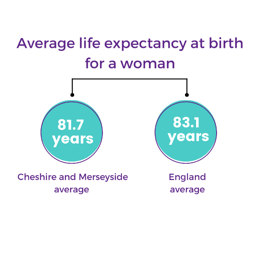 Average life expectancy at birth
for a woman
81.7
years
83.1
years
Cheshire and Merseyside
average
England
average